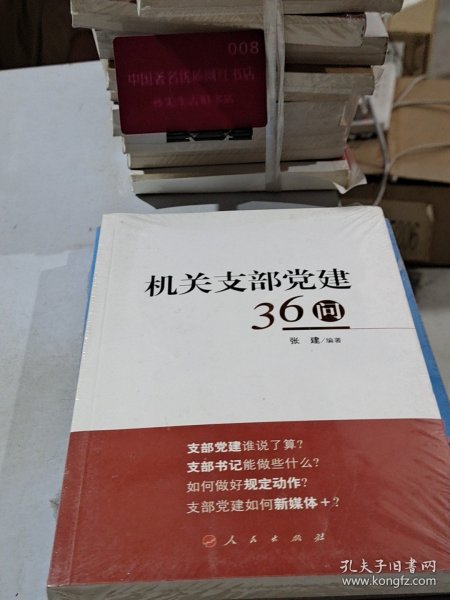 008
中国著名优质网红书店
机关支部党建
36问
张 建/编著
支部党建谁说了算？
支部书记能做些什么？
如何做好规定动作？
支部党建如何新媒体+？
人民出版社
孔夫子旧书网
www.kongfz.com